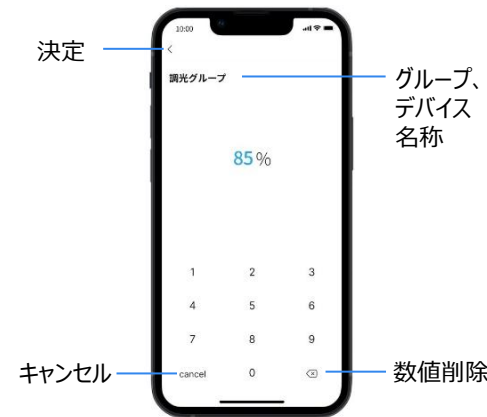 10:00
決定
<
調光グループ
グループ、
デバイス
名称
85%
1 2 3
4 5 6
7 8 9
キャンセル
cancel 0
数値削除